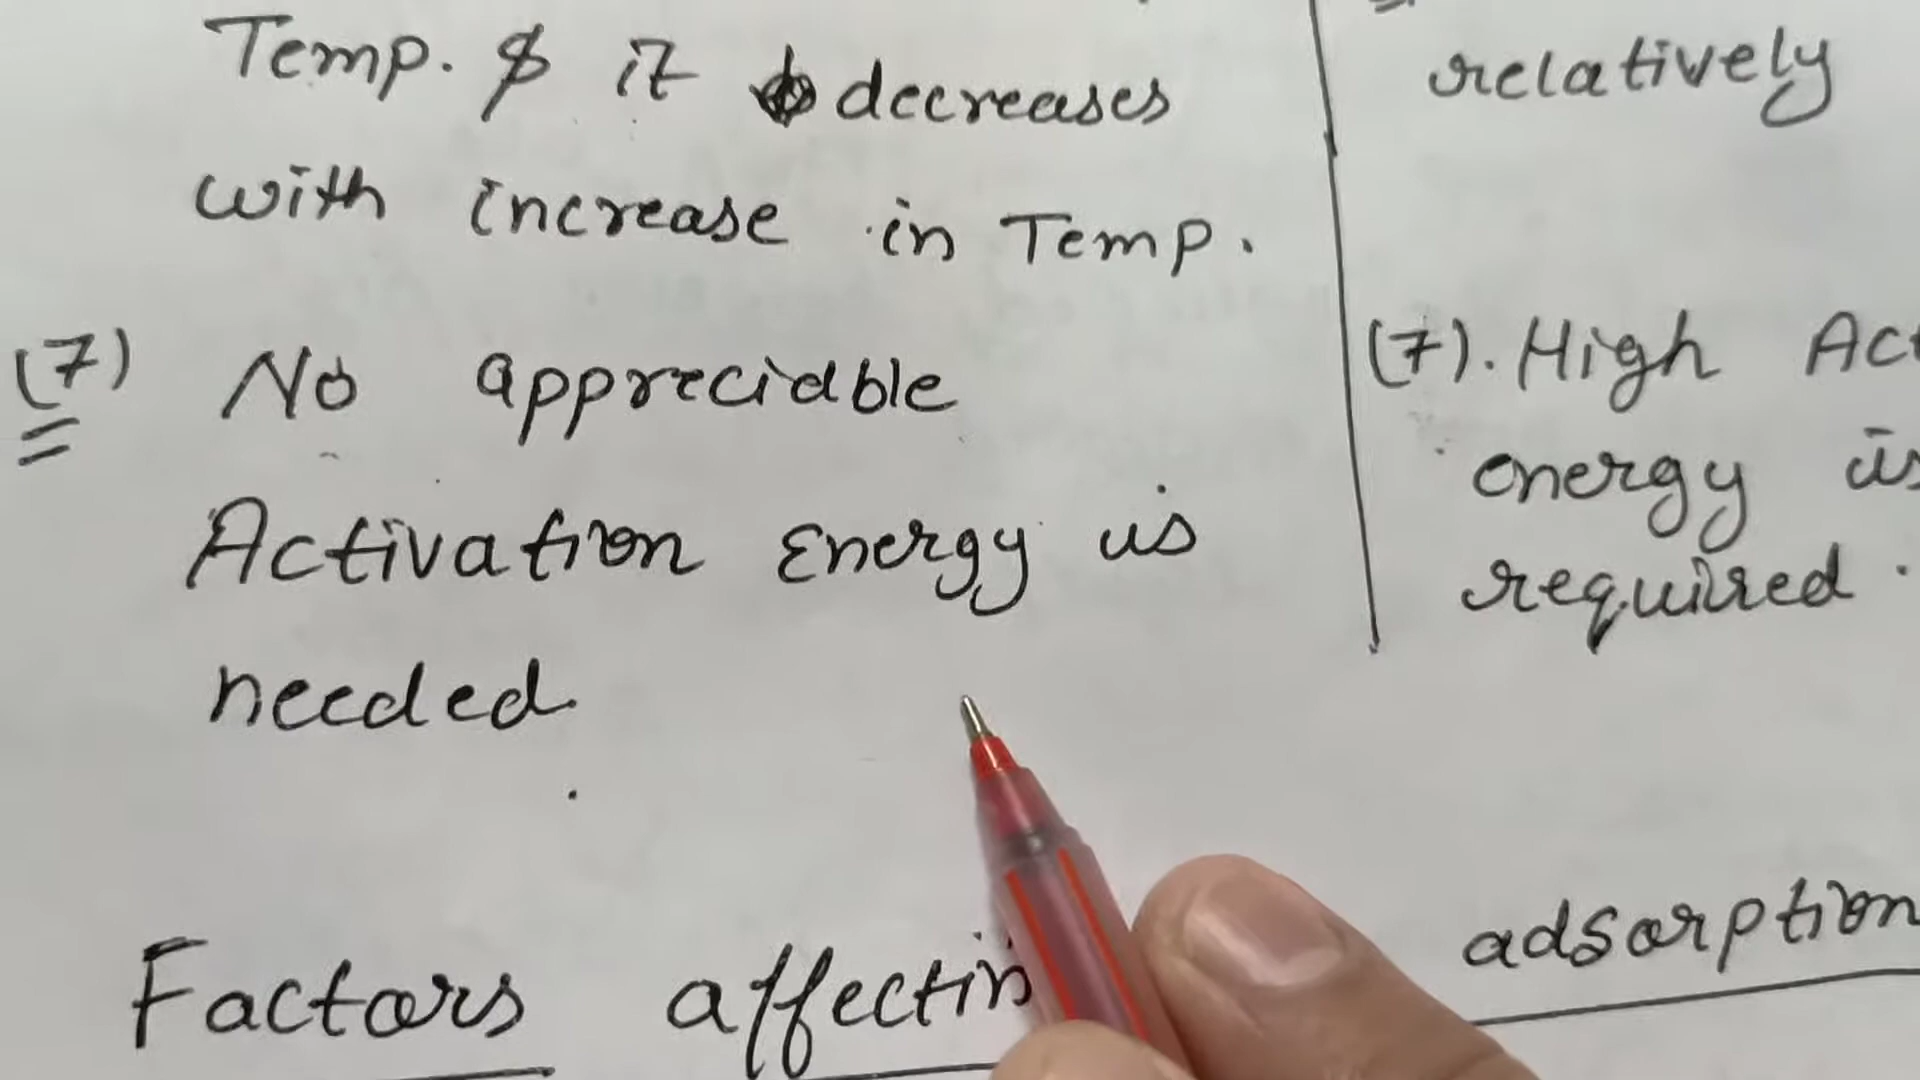 Temp. $ it decreases
with increase in Temp.
(7) No appreciable
Activation Energy is
needed.
relatively
(7). High Act
energy is
required.
Factors affectin adsorption